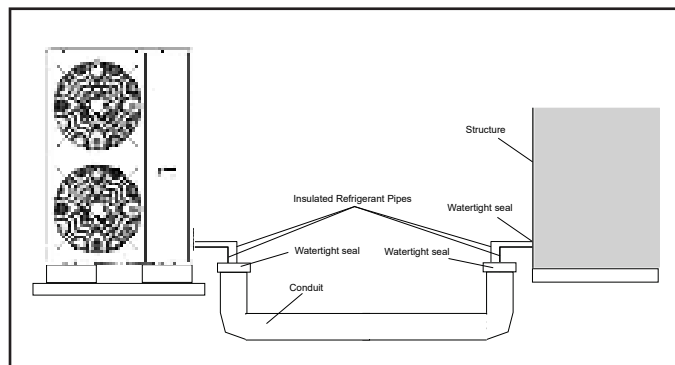 Structure
Insulated Refrigerant Pipes
Watertight seal
Watertight seal
Watertight seal
Conduit